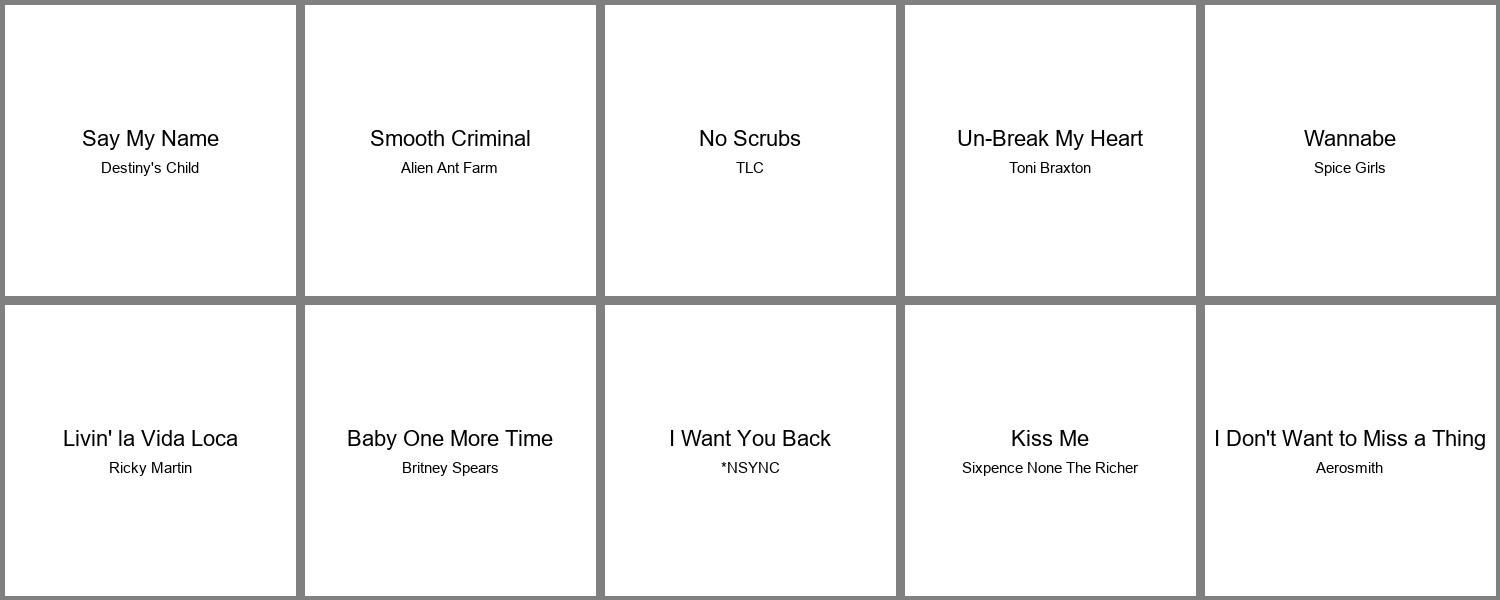 Say My Name
Destiny's Child
Smooth Criminal
Alien Ant Farm
No Scrubs
TLC
Un-Break My Heart
Toni Braxton
Wannabe
Spice Girls
Livin' la Vida Loca
Ricky Martin
Baby One More Time
Britney Spears
I Want You Back
*NSYNC
Kiss Me
Sixpence None The Richer
I Don't Want to Miss a Thing
Aerosmith